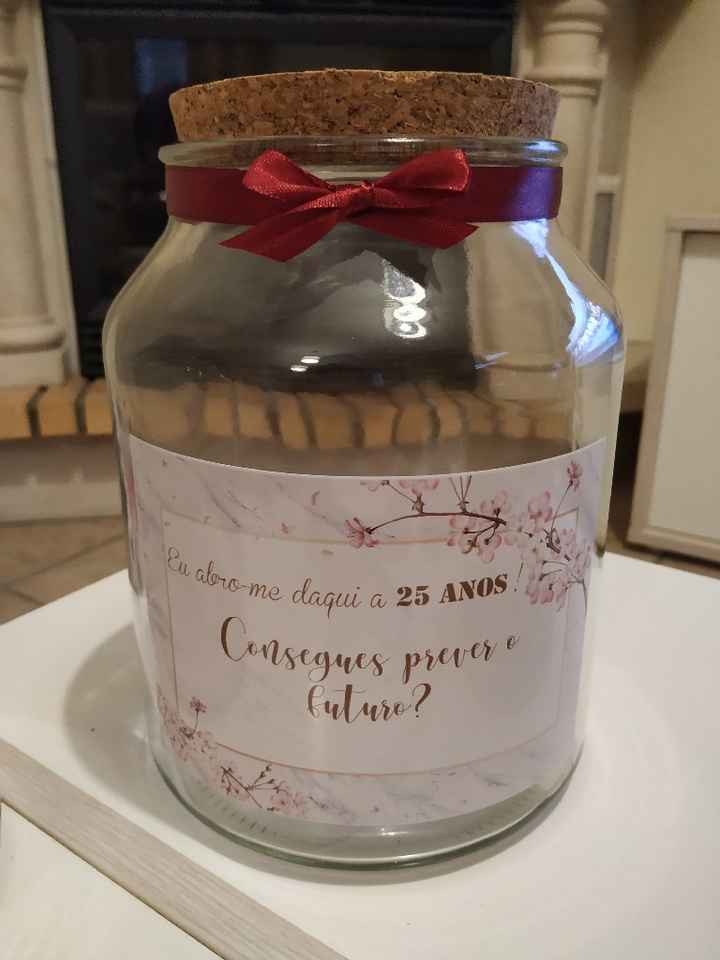 Eu abro-me daqui a 25 ANOS !
Consegues prever o
futuro?